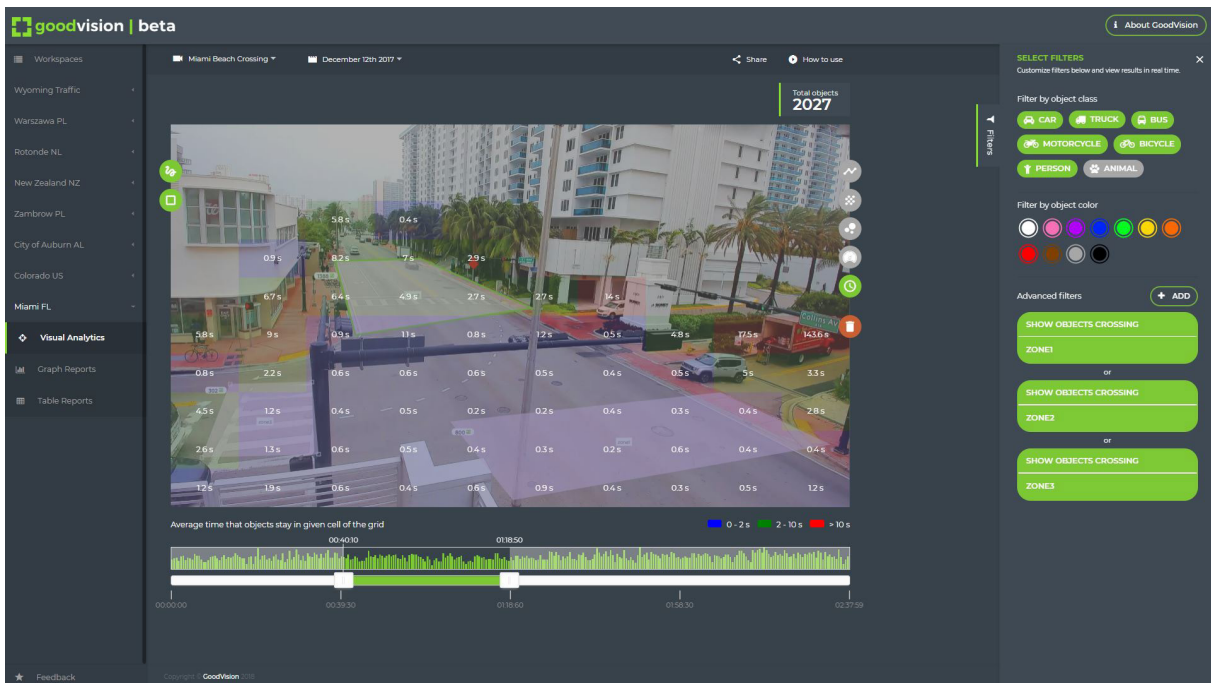 goodvision | beta
i About GoodVision
Workspaces
Wyoming Traffic
Warszawa PL
Rotonde NL
New Zealand NZ
Zambrow PL
City of Auburn AL
Colorado US
Miami FL
Visual Analytics
Graph Reports
Table Reports
Feedback
Miami Beach Crossing
December 12th 2017
Share
How to use
Total objects
2027
Filters
5.8 s 0.4 s
0.9 s 8.2 s 7 s 2.9 s
6.7 s 6.4 s 4.9 s 2.7 s 2.7 s 14 s
Collins Av
5.8 s 9 s 0.9 s 1.1 s 0.8 s 1.2 s 0.5 s 4.8 s 17.5 s 143.6 s
0.8 s 2.2 s 0.6 s 0.6 s 0.6 s 0.5 s 0.4 s 0.5 s 5 s 3.3 s
4.5 s 1.2 s 0.4 s 0.5 s 0.2 s 0.2 s 0.4 s 0.3 s 0.4 s 2.8 s
2.6 s 1.3 s 0.6 s 0.5 s 0.4 s 0.3 s 0.2 s 0.6 s 0.4 s 0.4 s
1.2 s 1.9 s 0.6 s 0.4 s 0.6 s 0.9 s 0.4 s 0.3 s 0.5 s 1.2 s
Average time that objects stay in given cell of the grid
0 - 2 s 2 - 10 s > 10 s
00:40:10 01:18:50
00:00:00 00:39:30 01:18:60 01:58:30 02:37:59
Copyright © GoodVision 2018
SELECT FILTERS
Customize filters below and view results in real time.
Filter by object class
CAR TRUCK BUS
MOTORCYCLE BICYCLE
PERSON ANIMAL
Filter by object color
Advanced filters
+ ADD
SHOW OBJECTS CROSSING
ZONE1
or
SHOW OBJECTS CROSSING
ZONE2
or
SHOW OBJECTS CROSSING
ZONE3